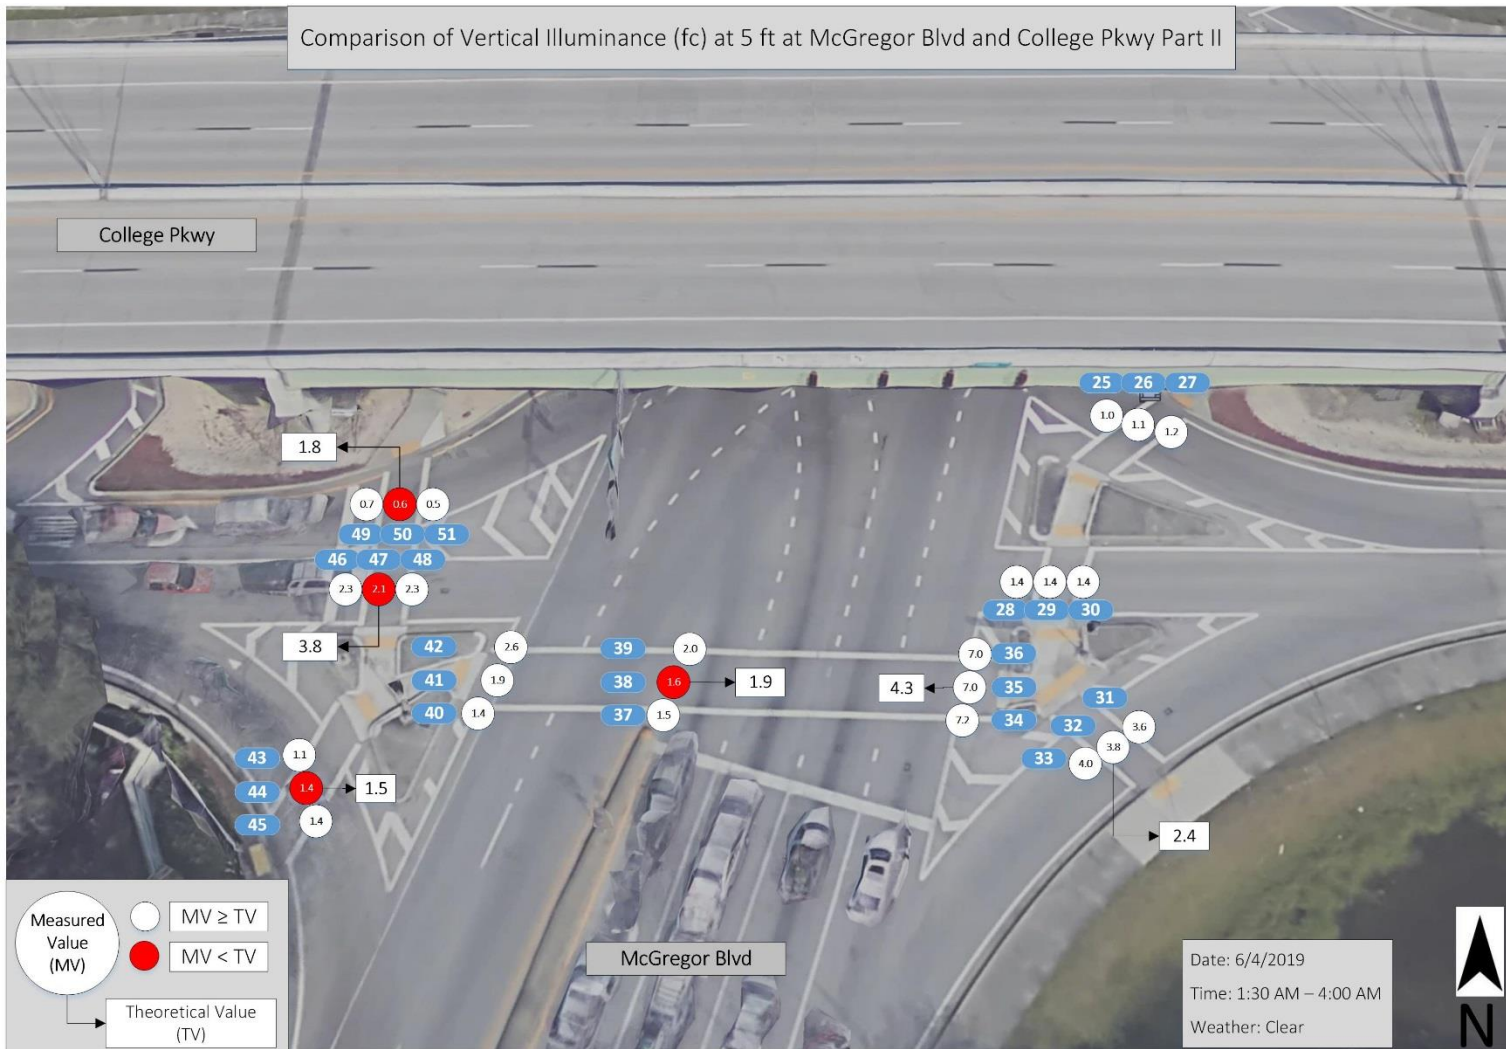 Comparison of Vertical Illuminance (fc) at 5 ft at McGregor Blvd and College Pkwy Part II
College Pkwy
25 26 27
1.0 1.1 1.2
1.8
0.7 0.6 0.5
49 50 51
46 47 48
2.3 2.1 2.3
3.8
1.4 1.4 1.4
28 29 30
42 2.6
39 2.0
7.0 36
41 1.9
38 1.6 1.9
4.3 7.0 35
40 1.4
37 1.5
7.2 34
31
32 3.6
33 4.0 3.8
2.4
43 1.1
44 1.4 1.5
45 1.4
Measured
Value
(MV)
MV ≥ TV
MV < TV
Theoretical Value
(TV)
McGregor Blvd
Date: 6/4/2019
Time: 1:30 AM – 4:00 AM
Weather: Clear
N